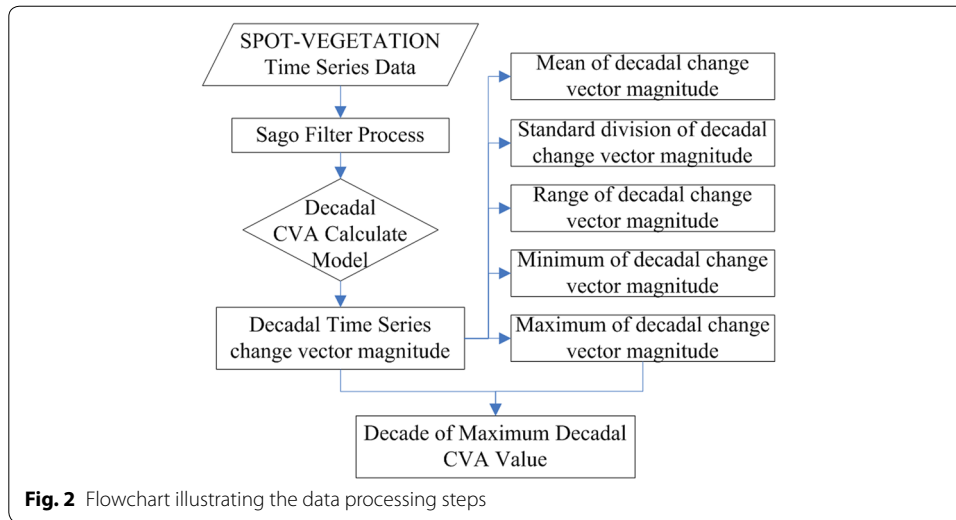 SPOT-VEGETATION
Time Series Data
Sago Filter Process
Decadal
CVA Calculate
Model
Decadal Time Series
change vector magnitude
Mean of decadal change
vector magnitude
Standard division of decadal
change vector magnitude
Range of decadal change
vector magnitude
Minimum of decadal change
vector magnitude
Maximum of decadal change
vector magnitude
Decade of Maximum Decadal
CVA Value
Fig. 2 Flowchart illustrating the data processing steps